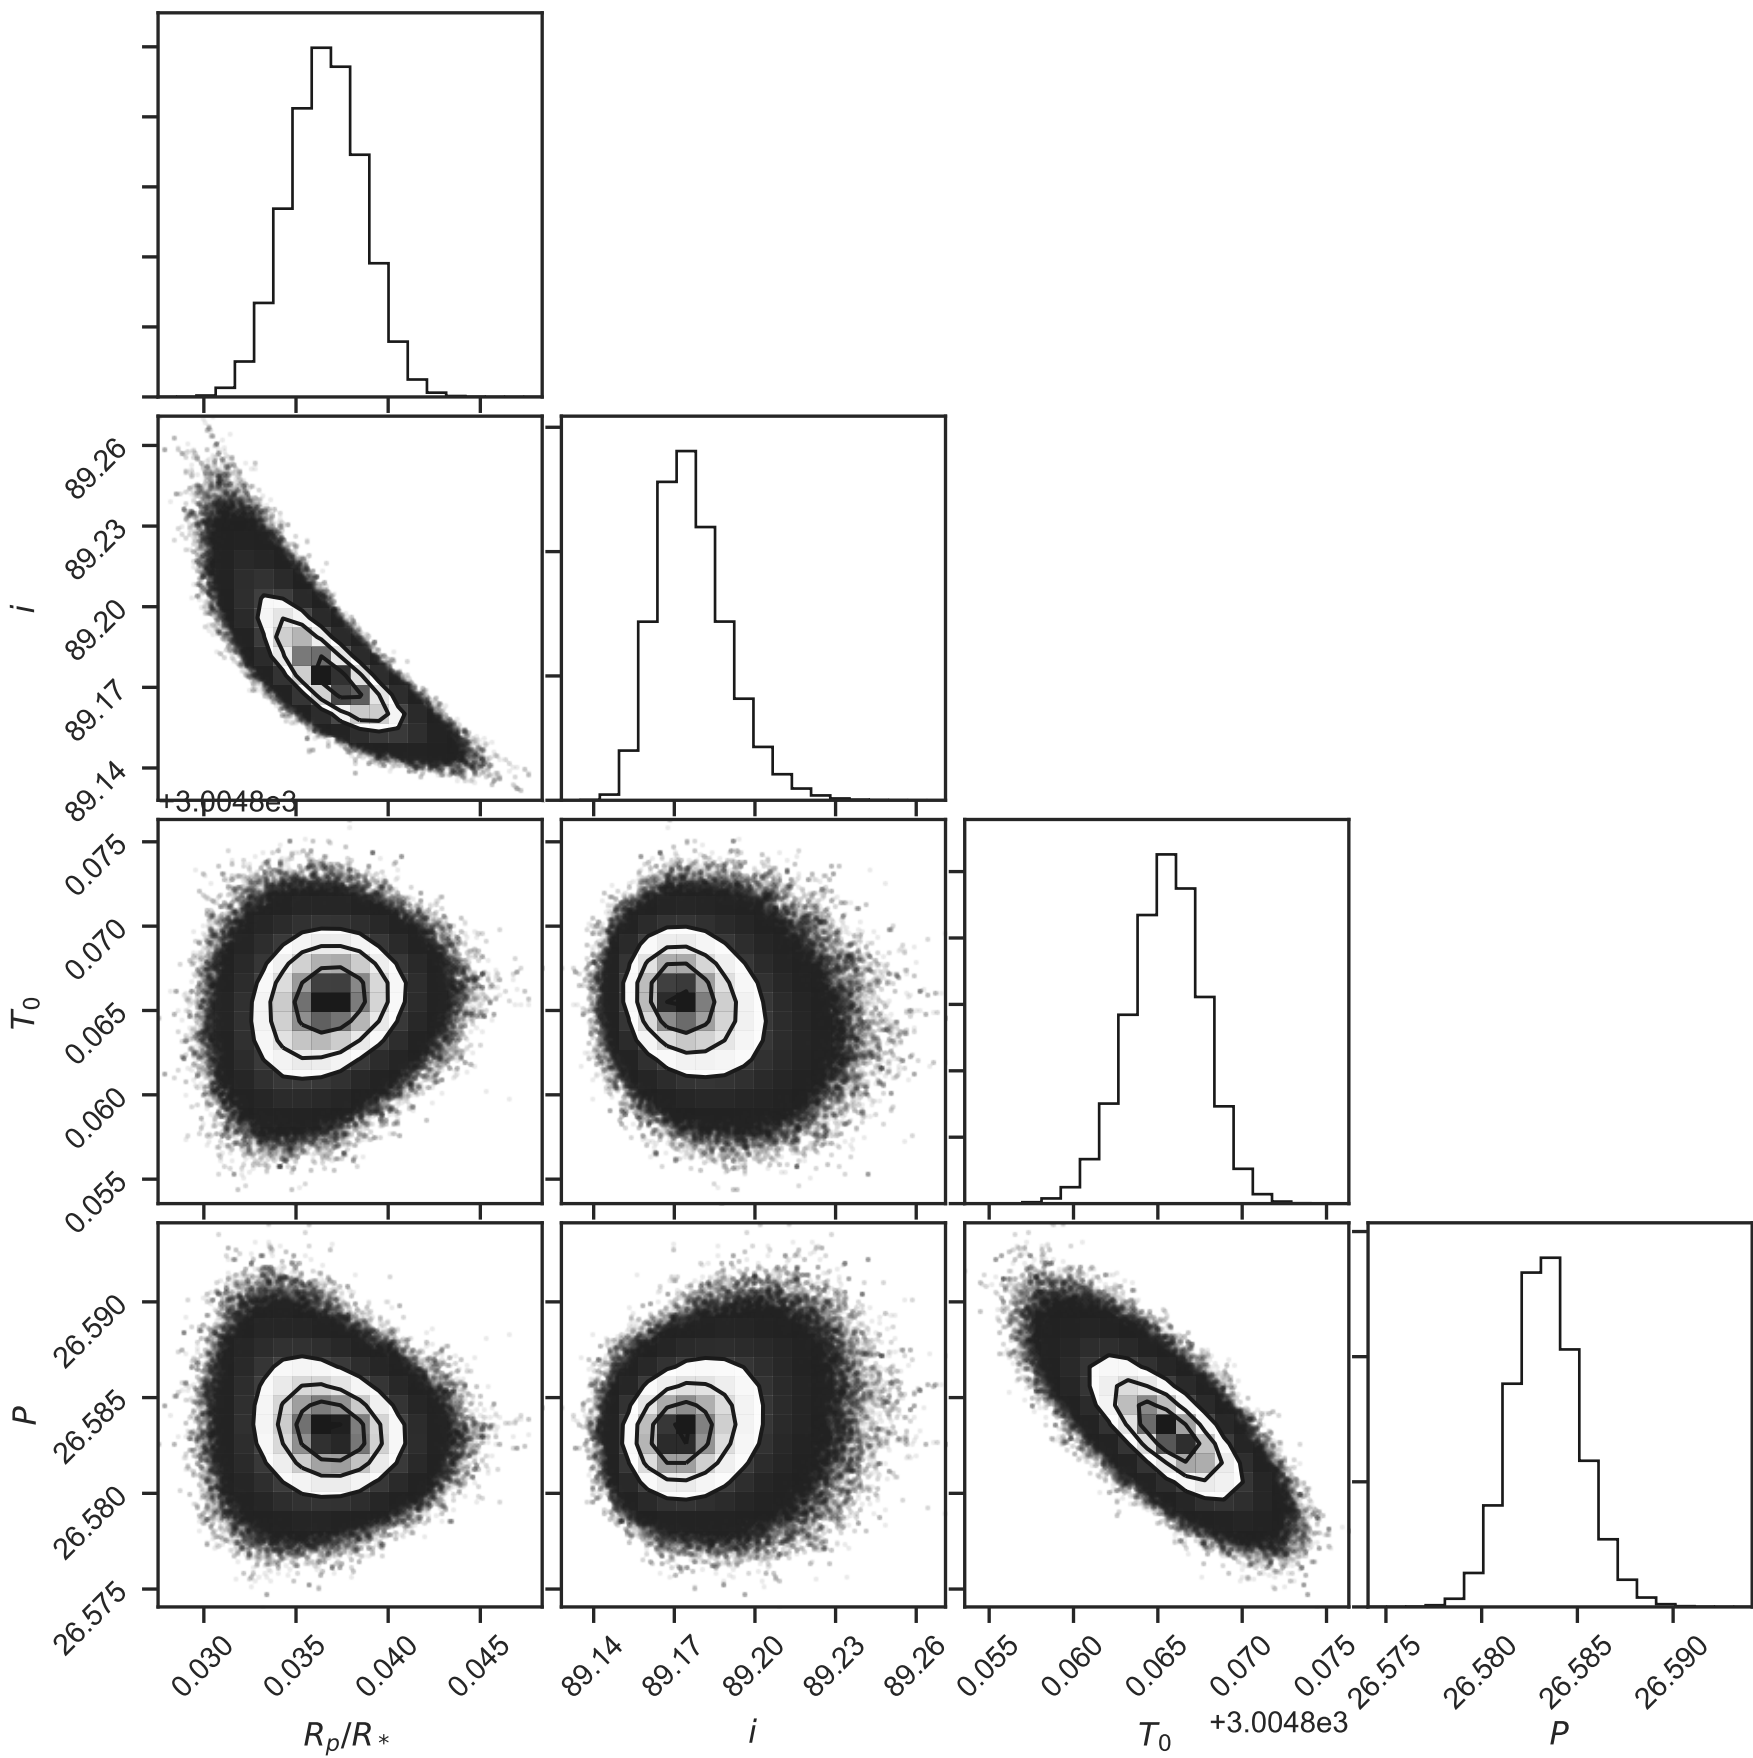 89.26
89.23
89.20
89.17
89.14
i
+3.0048e3
0.075
0.070
0.065
0.060
0.055
T₀
26.590
26.585
26.580
26.575
P
0.030 0.035 0.040 0.045
89.14 89.17 89.20 89.23 89.26
0.055 0.060 0.065 0.070 0.075
26.575 26.580 26.585 26.590
Rₚ/R*
i
T₀ +3.0048e3
P